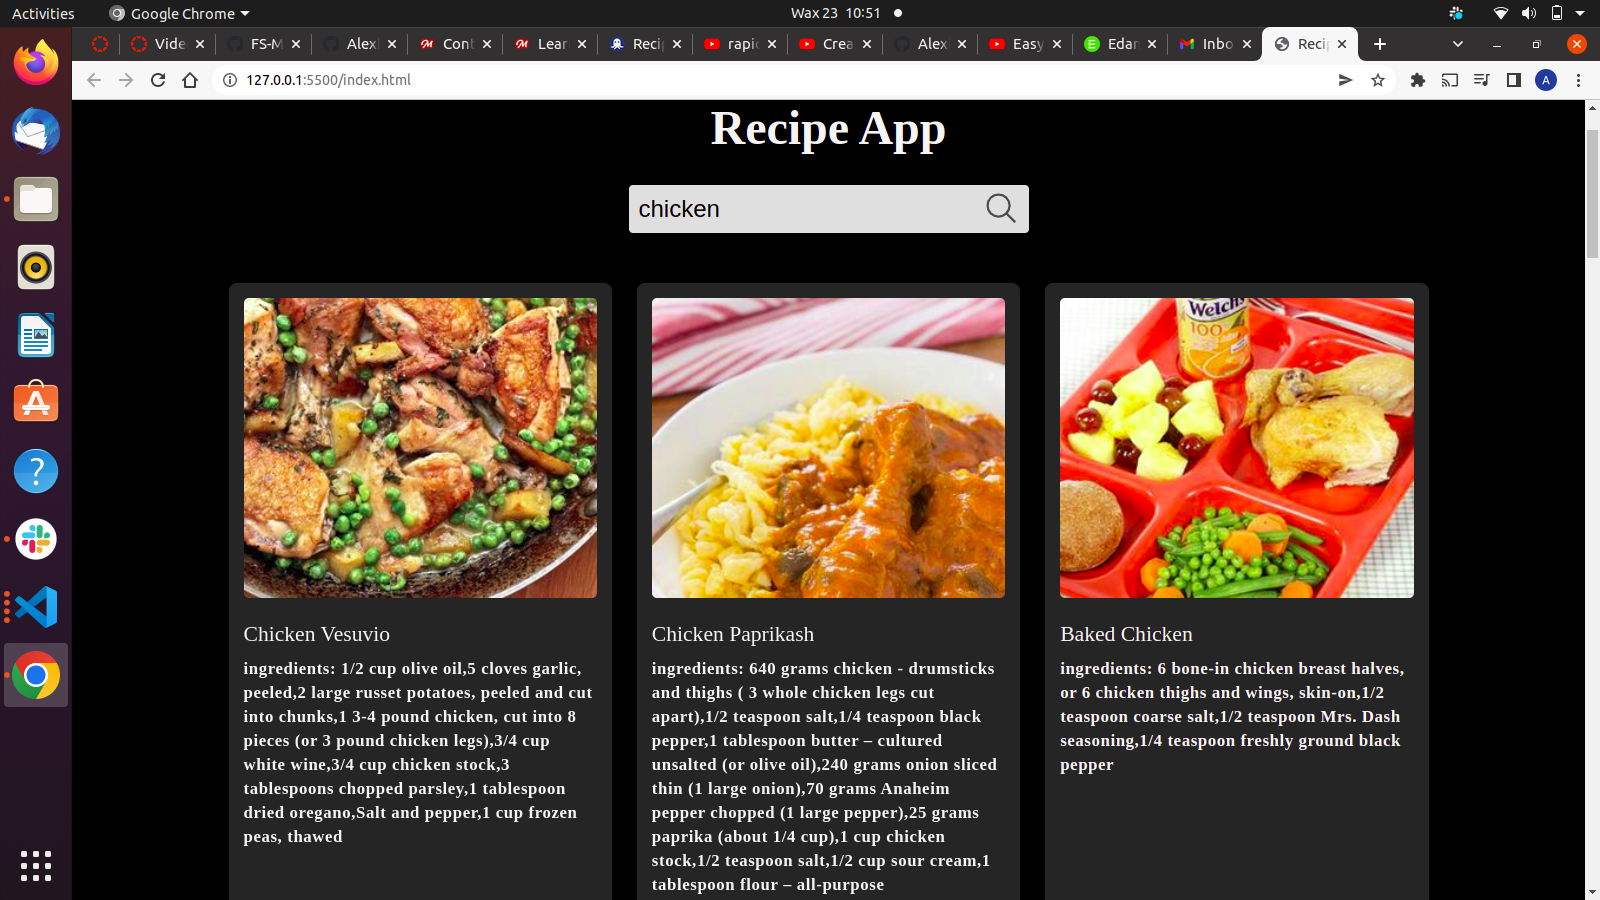 Activities
Google Chrome
Wax 23 10:51
Vide
FS-M
Alex
Cont
Lear
Recip
rapid
Crea
Alex
Easy
Edan
Inbo
Recip
127.0.0.1:5500/index.html
A
Recipe App
chicken
Welch's
100%
Chicken Vesuvio
ingredients: 1/2 cup olive oil,5 cloves garlic,
peeled,2 large russet potatoes, peeled and cut
into chunks,1 3-4 pound chicken, cut into 8
pieces (or 3 pound chicken legs),3/4 cup
white wine,3/4 cup chicken stock,3
tablespoons chopped parsley,1 tablespoon
dried oregano,Salt and pepper,1 cup frozen
peas, thawed
Chicken Paprikash
ingredients: 640 grams chicken - drumsticks
and thighs ( 3 whole chicken legs cut
apart),1/2 teaspoon salt,1/4 teaspoon black
pepper,1 tablespoon butter – cultured
unsalted (or olive oil),240 grams onion sliced
thin (1 large onion),70 grams Anaheim
pepper chopped (1 large pepper),25 grams
paprika (about 1/4 cup),1 cup chicken
stock,1/2 teaspoon salt,1/2 cup sour cream,1
tablespoon flour – all-purpose
Baked Chicken
ingredients: 6 bone-in chicken breast halves,
or 6 chicken thighs and wings, skin-on,1/2
teaspoon coarse salt,1/2 teaspoon Mrs. Dash
seasoning,1/4 teaspoon freshly ground black
pepper